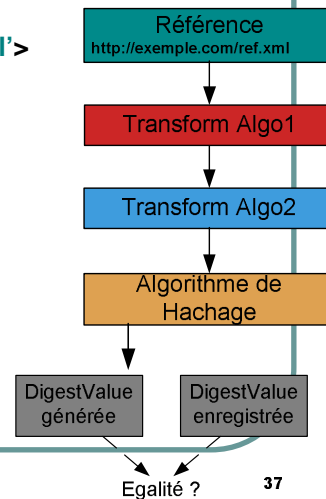 Référence
http://exemple.com/ref.xml
l’>
Transform Algo1
Transform Algo2
Algorithme de
Hachage
DigestValue
générée
DigestValue
enregistrée
Egalité ?
37